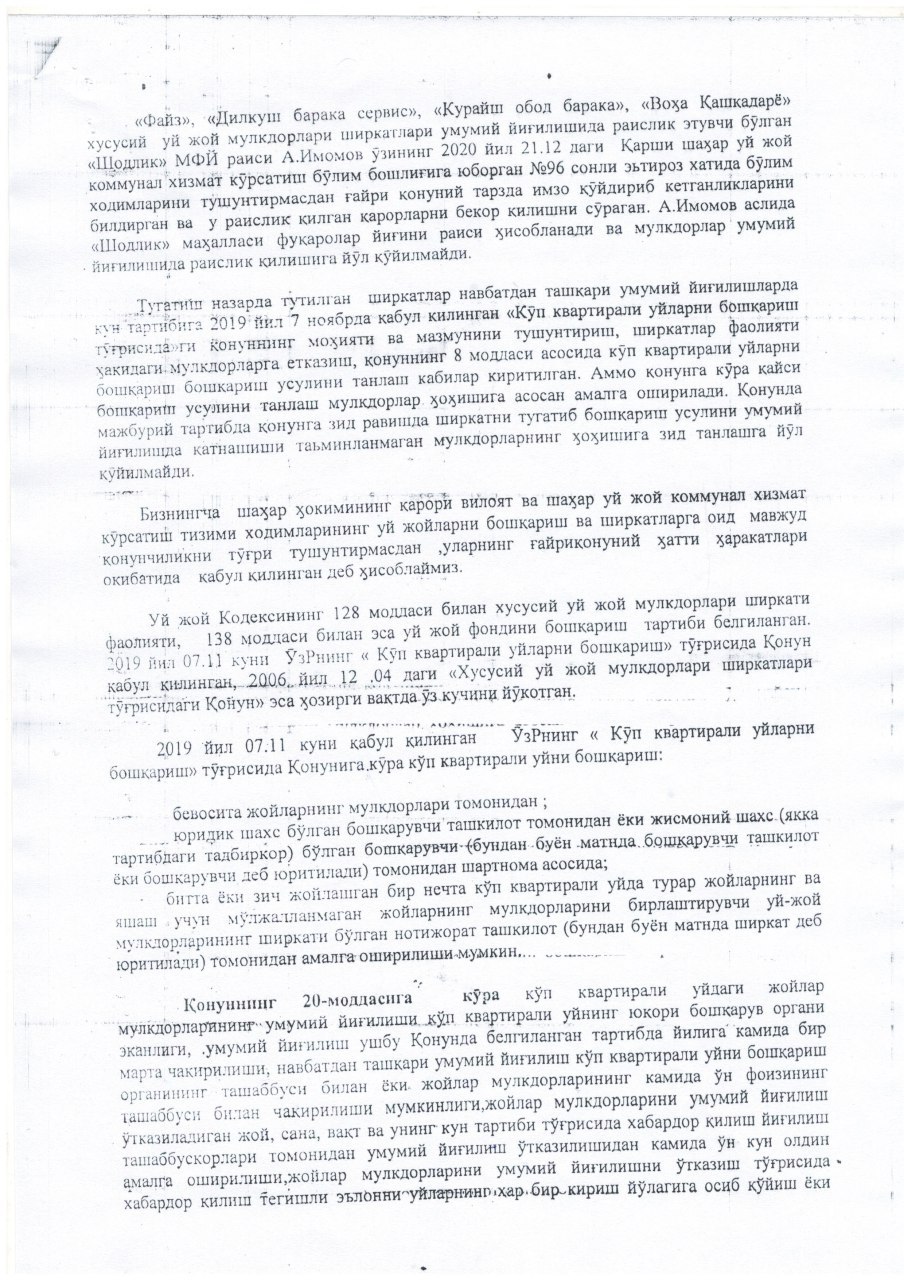 «Файз», «Дилкуш барака сервис», «Курайш обод барака», «Воҳа Қашқадарё»
хусусий уй жой мулкдорлари ширкатлари умумий йиғилишида раислик этувчи бўлган
«Шодлик» МФЙ раиси А.Имомов ўзининг 2020 йил 21.12 даги Қарши шаҳар уй жой
коммунал хизмат кўрсатиш бўлим бошлиғига юборган №96 сонли эътироз хатида бўлим
ходимларини тушунтирмасдан ғайри қонуний тарзда имзо қўйдириб кетганликларини
билдирган ва у раислик қилган қарорларни бекор қилишни сўраган. А.Имомов аслида
«Шодлик» маҳалласи фуқаролар йиғини раиси ҳисобланади ва мулкдорлар умумий
йиғилишида раислик қилишига йўл қўйилмайди.
Тугатиш назарда тутилган ширкатлар навбатдан ташқари умумий йиғилишларда
кун тартибига 2019 йил 7 ноябрда қабул қилинган «Кўп квартирали уйларни бошқариш
тўғрисида»ги қонуннинг моҳияти ва мазмунини тушунтириш, ширкатлар фаолияти
ҳақидаги мулкдорларга етказиш, қонуннинг 8 моддаси асосида кўп квартирали уйларни
бошқариш бошқариш усулини танлаш кабилар киритилган. Аммо қонунга кўра қайси
бошқариш усулини танлаш мулкдорлар ҳоҳишига асосан амалга оширилади. Қонунда
мажбурий тартибда қонунга зид равишда ширкатни тугатиб бошқариш усулини умумий
йиғилишда катнашиши таъминланмаган мулкдорларнинг ҳоҳишига зид танлашга йўл
қўйилмайди.
Бизнингча шаҳар ҳокимининг қарори вилоят ва шаҳар уй жой коммунал хизмат
кўрсатиш тизими ходимларининг уй жойларни бошқариш ва ширкатларга оид мавжуд
қонунчиликни тўғри тушунтирмасдан ,уларнинг ғайриқонуний ҳатти ҳаракатлари
оқибатида қабул қилинган деб ҳисоблаймиз.
Уй жой Кодексининг 128 моддаси билан хусусий уй жой мулкдорлари ширкати
фаолияти, 138 моддаси билан эса уй жой фондини бошқариш тартиби белгиланган.
2019 йил 07.11 куни ЎзРнинг « Кўп квартирали уйларни бошкариш» тўғрисида Қонун
қабул қилинган, 2006 йил 12 .04 даги «Хусусий уй жой мулкдорлари ширкатлари
тўғрисидаги Қонун» эса ҳозирги вақтда ўз кучини йўкотган.
2019 йил 07.11 куни қабул қилинган ЎзРнинг « Кўп квартирали уйларни
бошқариш» тўғрисида Қонунига кўра кўп квартирали уйни бошқариш:
бевосита жойларнинг мулкдорлари томонидан ;
юридик шахс бўлган бошқарувчи ташкилот томонидан ёки жисмоний шахс (якка
тартибдаги тадбиркор) бўлган бошқарувчи (бундан буён матнда бошқарувчи ташкилот
ёки бошқарувчи деб юритилади) томонидан шартнома асосида;
битта ёки зич жойлашган бир нечта кўп квартирали уйда турар жойларнинг ва
яшаш учун мўлжалланмаган жойларнинг мулкдорларини бирлаштирувчи уй-жой
мулкдорларининг ширкати бўлган нотижорат ташкилот (бундан буён матнда ширкат деб
юритилади) томонидан амалга оширилиши мумкин.
Қонуннинг 20-моддасига кўра кўп квартирали уйдаги жойлар
мулкдорларининг умумий йиғилиши кўп квартирали уйнинг юкори бошқарув органи
эканлиги, .умумий йиғилиш ушбу Қонунда белгиланган тартибда йилига камида бир
марта чақирилиши, навбатдан ташқари умумий йиғилиш кўп квартирали уйни бошқариш
органининг ташаббуси билан ёки жойлар мулкдорларининг камида ўн фоизининг
ташаббуси билан чақирилиши мумкинлиги,жойлар мулкдорларини умумий йиғилиш
ўтказиладиган жой, сана, вақт ва унинг кун тартиби тўғрисида хабардор қилиш йиғилиш
ташаббускорлари томонидан умумий йиғилиш ўтказилишидан камида ўн кун олдин
амалга оширилиши,жойлар мулкдорларини умумий йиғилишни ўтказиш тўғрисида
хабардор қилиш тегишли эълонни уйларнинг ҳар бир кириш йўлагига осиб қўйиш ёки